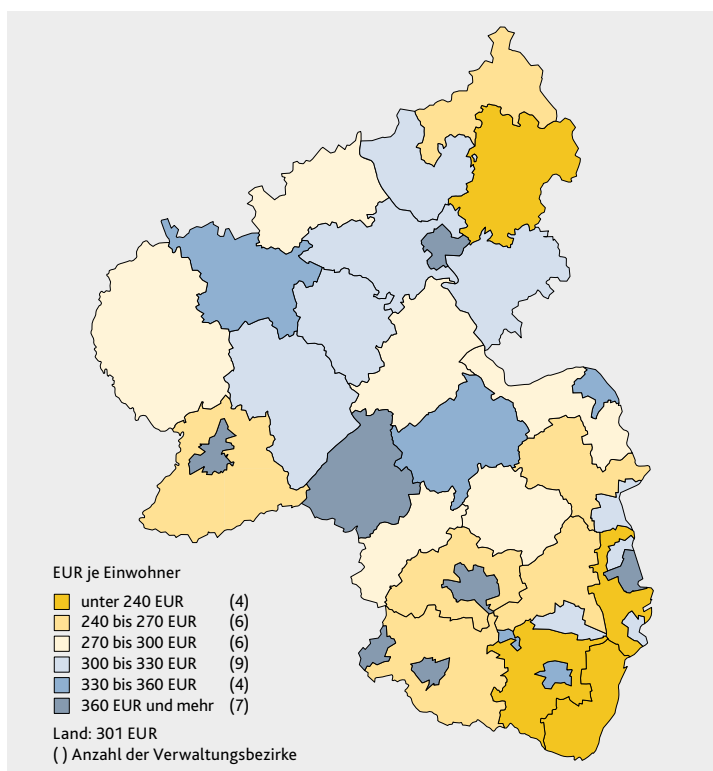 EUR je Einwohner
unter 240 EUR (4)
240 bis 270 EUR (6)
270 bis 300 EUR (6)
300 bis 330 EUR (9)
330 bis 360 EUR (4)
360 EUR und mehr (7)
Land: 301 EUR
( ) Anzahl der Verwaltungsbezirke